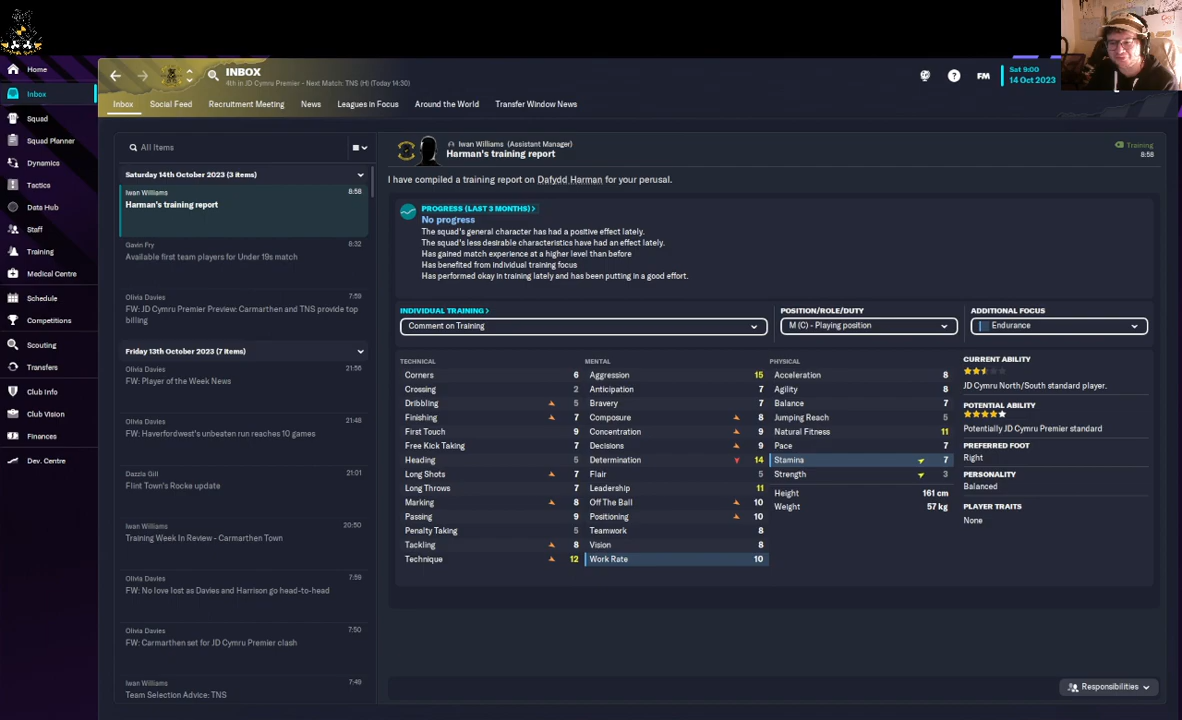 INBOX
4th in JD Cymru Premier - Next Match: TNS (H) (Today 14:30)
FM
Sat 9:00
14 Oct 2023
Home
Inbox
Squad
Squad Planner
Dynamics
Tactics
Data Hub
Staff
Training
Medical Centre
Schedule
Competitions
Scouting
Transfers
Club Info
Club Vision
Finances
Dev. Centre
Inbox
Social Feed
Recruitment Meeting
News
Leagues in Focus
Around the World
Transfer Window News
All Items
Saturday 14th October 2023 (3 items)
Iwan Williams 8:58
Harman's training report
Gavin Fry 8:32
Available first team players for Under 19s match
Olivia Davies 7:59
FW: JD Cymru Premier Preview: Carmarthen and TNS provide top
billing
Friday 13th October 2023 (7 items)
Olivia Davies 21:56
FW: Player of the Week News
Olivia Davies 21:48
FW: Haverfordwest's unbeaten run reaches 10 games
Dazzla Gill 21:01
Flint Town's Rocke update
Iwan Williams 20:50
Training Week In Review - Carmarthen Town
Olivia Davies 7:58
FW: No love lost as Davies and Harrison go head-to-head
Olivia Davies 7:50
FW: Carmarthen set for JD Cymru Premier clash
Iwan Williams 7:49
Team Selection Advice: TNS
Iwan Williams (Assistant Manager)
Harman's training report
Training
8:58
I have compiled a training report on Dafydd Harman for your perusal.
PROGRESS (LAST 3 MONTHS) >
No progress
The squad's general character has had a positive effect lately.
The squad's less desirable characteristics have had an effect lately.
Has gained match experience at a higher level than before
Has benefited from individual training focus
Has performed okay in training lately and has been putting in a good effort.
INDIVIDUAL TRAINING >
Comment on Training
POSITION/ROLE/DUTY
M (C) - Playing position
ADDITIONAL FOCUS
Endurance
TECHNICAL
Corners 6
Crossing 2
Dribbling 5
Finishing 7
First Touch 9
Free Kick Taking 7
Heading 5
Long Shots 7
Long Throws 7
Marking 8
Passing 9
Penalty Taking 5
Tackling 8
Technique 12
MENTAL
Aggression 15
Anticipation 7
Bravery 7
Composure 8
Concentration 9
Decisions 9
Determination 14
Flair 5
Leadership 11
Off The Ball 10
Positioning 10
Teamwork 8
Vision 8
Work Rate 10
PHYSICAL
Acceleration 8
Agility 8
Balance 7
Jumping Reach 5
Natural Fitness 11
Pace 7
Stamina 7
Strength 3
Height 161 cm
Weight 57 kg
CURRENT ABILITY
JD Cymru North/South standard player.
POTENTIAL ABILITY
Potentially JD Cymru Premier standard
PREFERRED FOOT
Right
PERSONALITY
Balanced
PLAYER TRAITS
None
Responsibilities